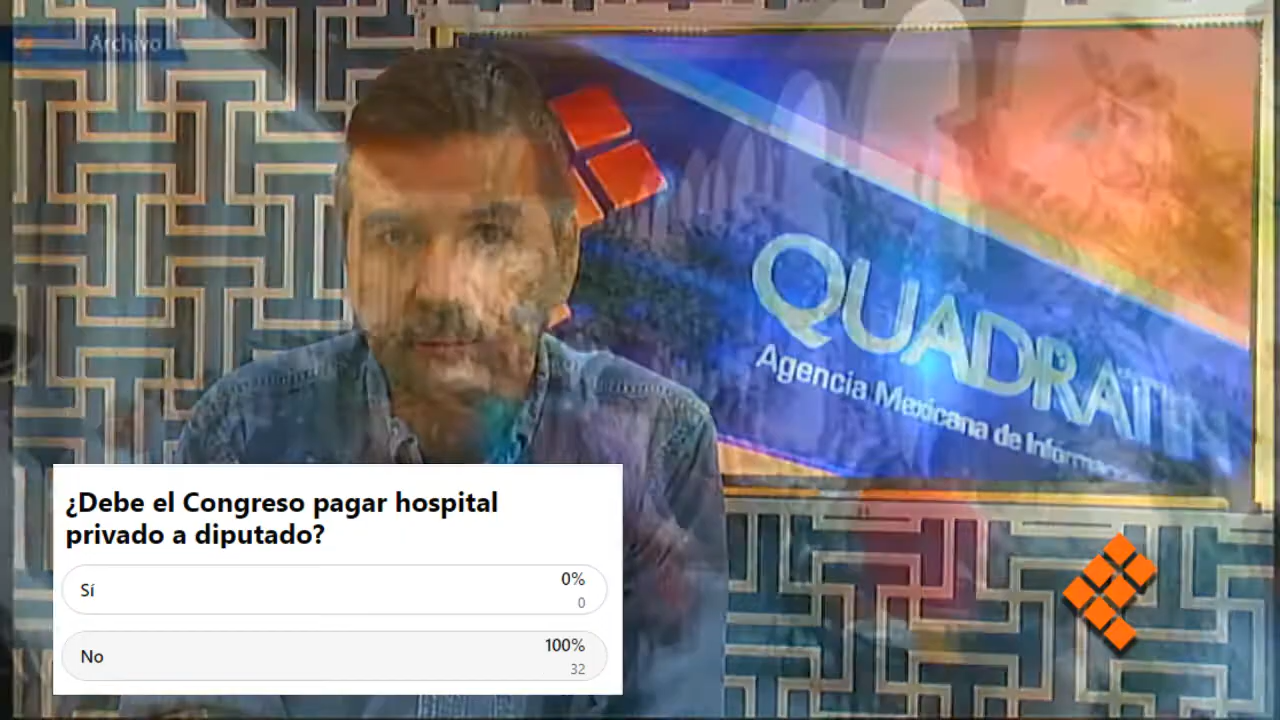 Archivo
QUADRATIN
Agencia Mexicana de Informac
¿Debe el Congreso pagar hospital
privado a diputado?
Sí
0%
0
No
100%
32